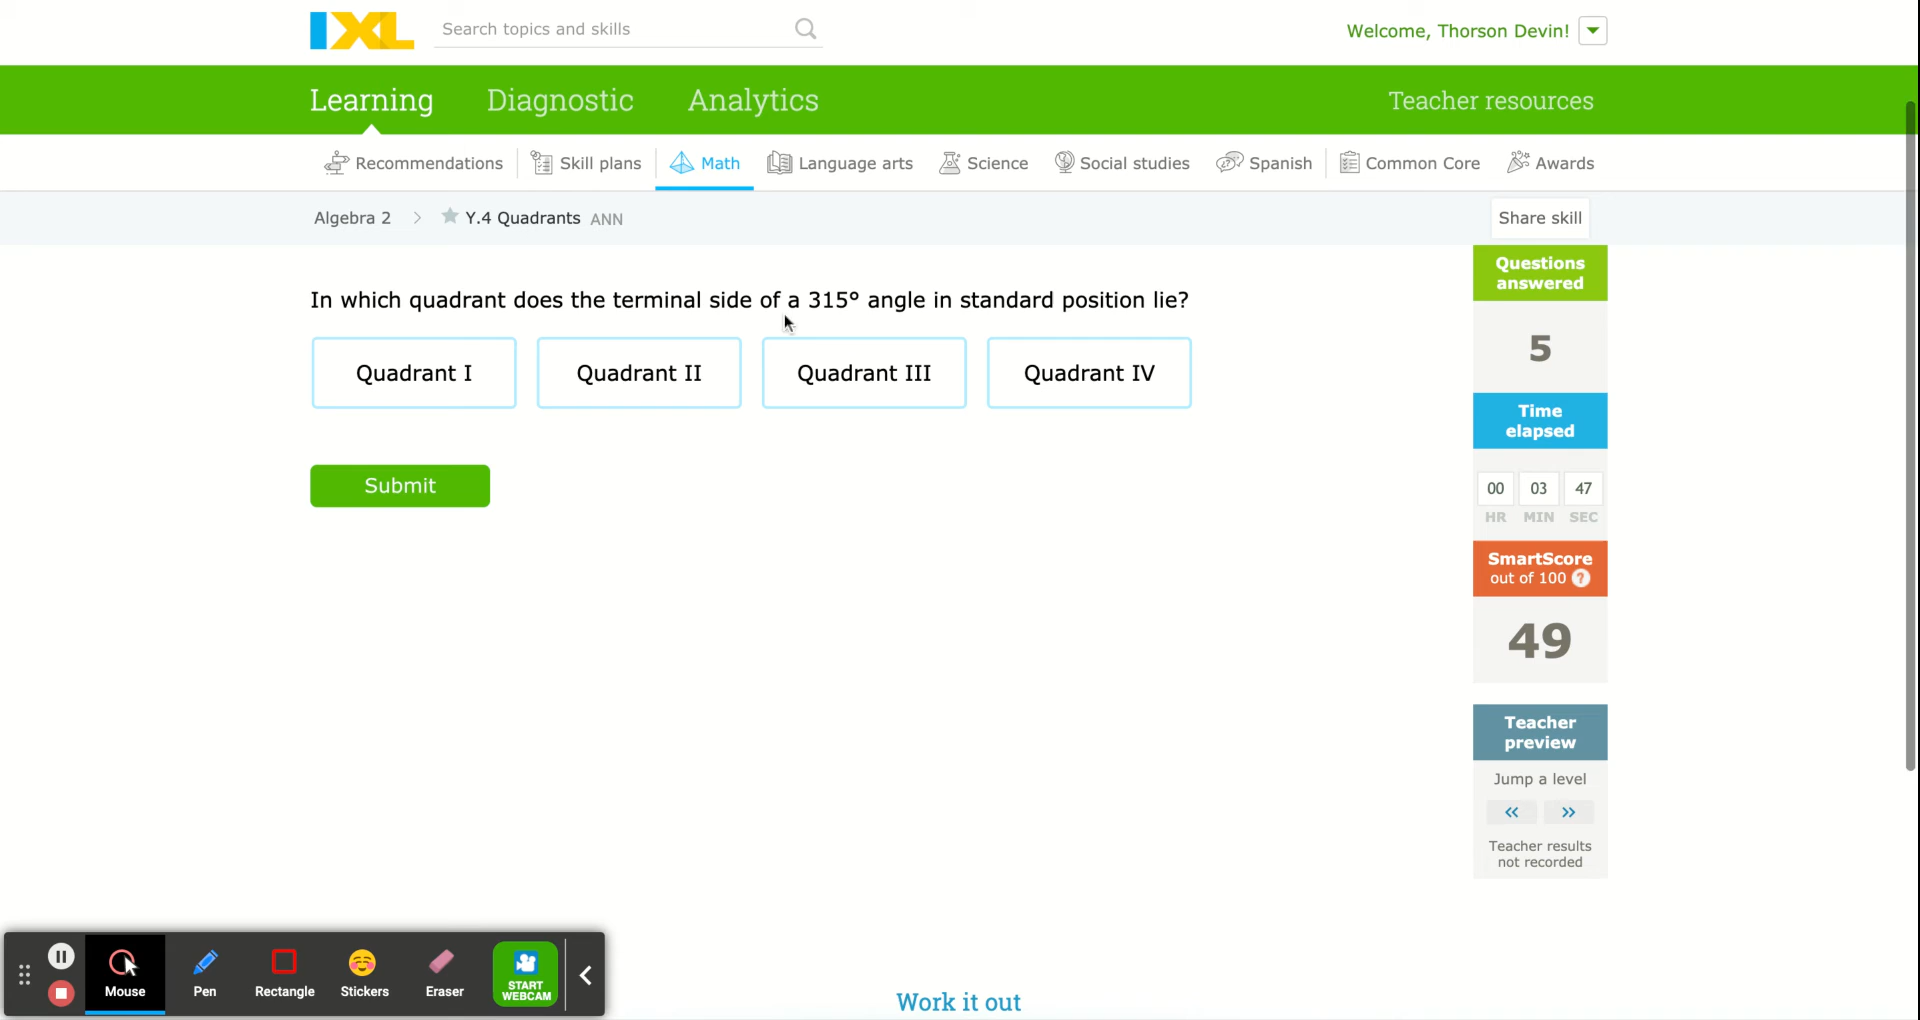 IXL
Search topics and skills
Welcome, Thorson Devin!
Learning
Diagnostic
Analytics
Teacher resources
Recommendations
Skill plans
Math
Language arts
Science
Social studies
Spanish
Common Core
Awards
Algebra 2 > Y.4 Quadrants ANN
Share skill
In which quadrant does the terminal side of a 315° angle in standard position lie?
Quadrant I
Quadrant II
Quadrant III
Quadrant IV
Submit
Questions
answered
5
Time
elapsed
00 03 47
HR MIN SEC
SmartScore
out of 100 ?
49
Teacher
preview
Jump a level
<< >>
Teacher results
not recorded
Work it out
Mouse
Pen
Rectangle
Stickers
Eraser
START
WEBCAM